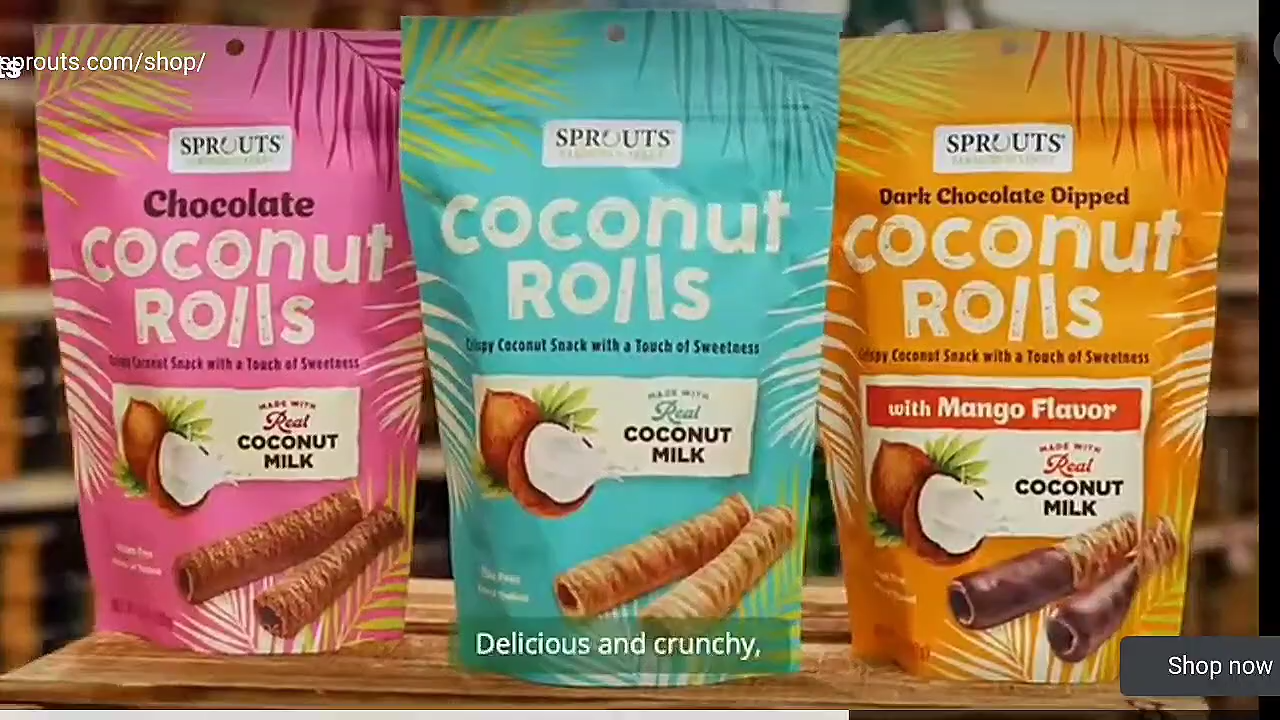 sprouts.com/shop/
ts
SPROUTS
Chocolate
coconut
Rolls
Crispy Coconut Snack with a Touch of Sweetness
MADE WITH
Real
COCONUT
MILK
SPROUTS
coconut
Rolls
Crispy Coconut Snack with a Touch of Sweetness
MADE WITH
Real
COCONUT
MILK
SPROUTS
Dark Chocolate Dipped
coconut
Rolls
Crispy Coconut Snack with a Touch of Sweetness
with Mango Flavor
MADE WITH
Real
COCONUT
MILK
Delicious and crunchy,
Shop now